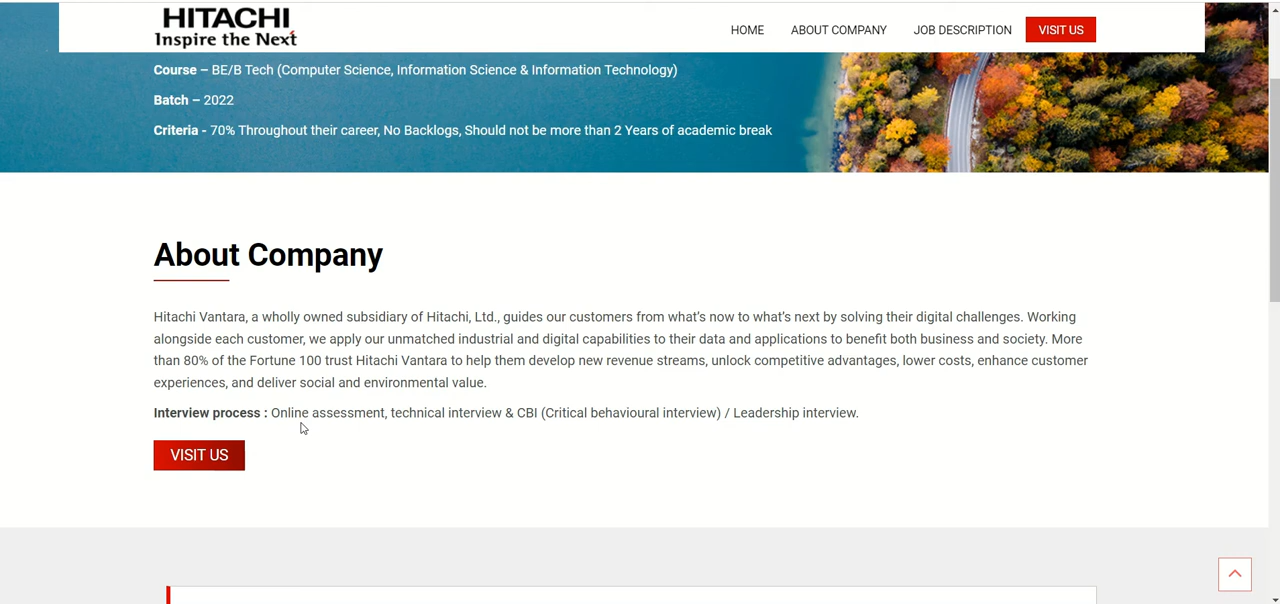 HITACHI
Inspire the Next
HOME ABOUT COMPANY JOB DESCRIPTION VISIT US
Course – BE/B Tech (Computer Science, Information Science & Information Technology)
Batch – 2022
Criteria - 70% Throughout their career, No Backlogs, Should not be more than 2 Years of academic break
About Company
Hitachi Vantara, a wholly owned subsidiary of Hitachi, Ltd., guides our customers from what's now to what's next by solving their digital challenges. Working
alongside each customer, we apply our unmatched industrial and digital capabilities to their data and applications to benefit both business and society. More
than 80% of the Fortune 100 trust Hitachi Vantara to help them develop new revenue streams, unlock competitive advantages, lower costs, enhance customer
experiences, and deliver social and environmental value.
Interview process : Online assessment, technical interview & CBI (Critical behavioural interview) / Leadership interview.
VISIT US